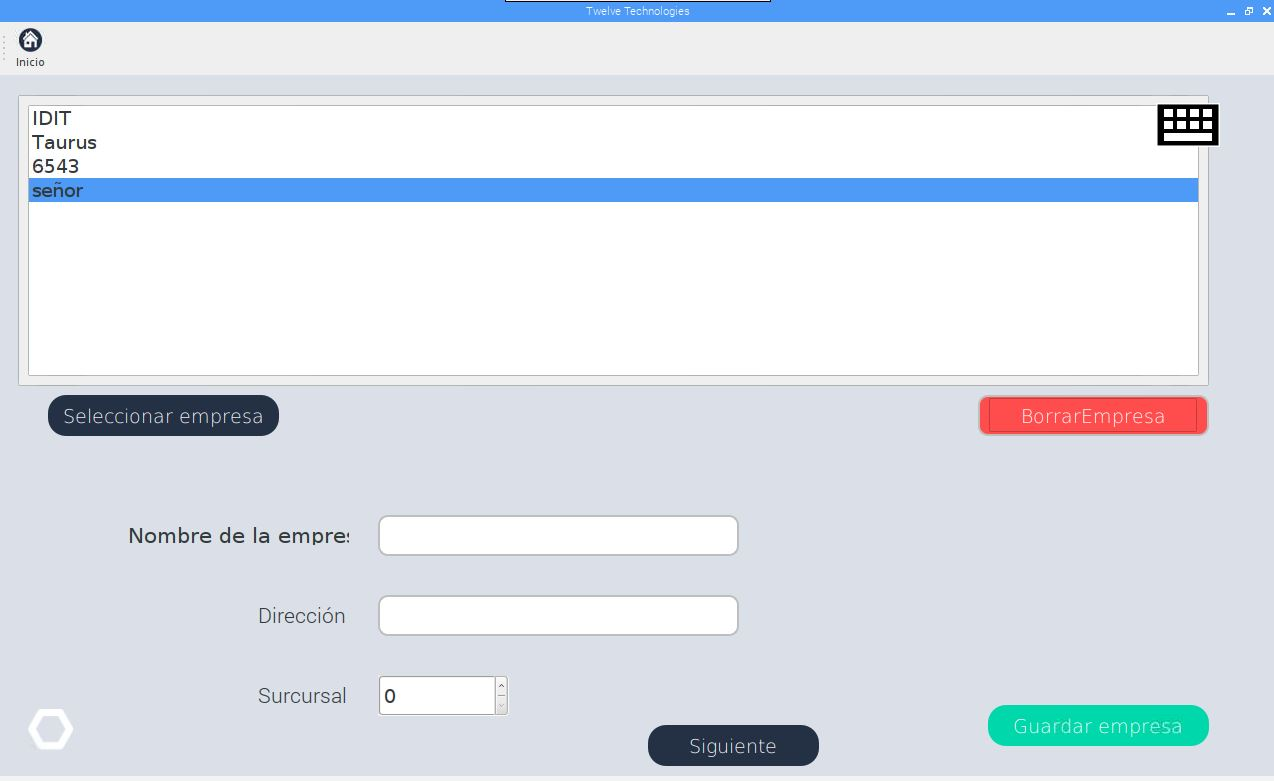 Twelve Technologies
Inicio
IDIT
Taurus
6543
señor
Seleccionar empresa
BorrarEmpresa
Nombre de la empres
Dirección
Surcursal
0
Siguiente
Guardar empresa